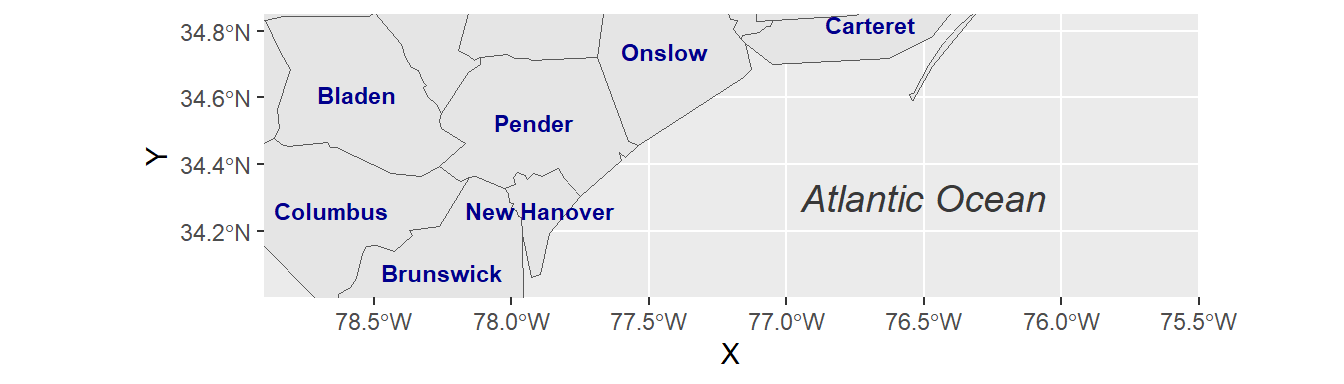 34.8°N
Carteret
Onslow
34.6°N
Bladen
Pender
Y
34.4°N
Atlantic Ocean
Columbus
New Hanover
34.2°N
Brunswick
78.5°W 78.0°W 77.5°W 77.0°W 76.5°W 76.0°W 75.5°W
X